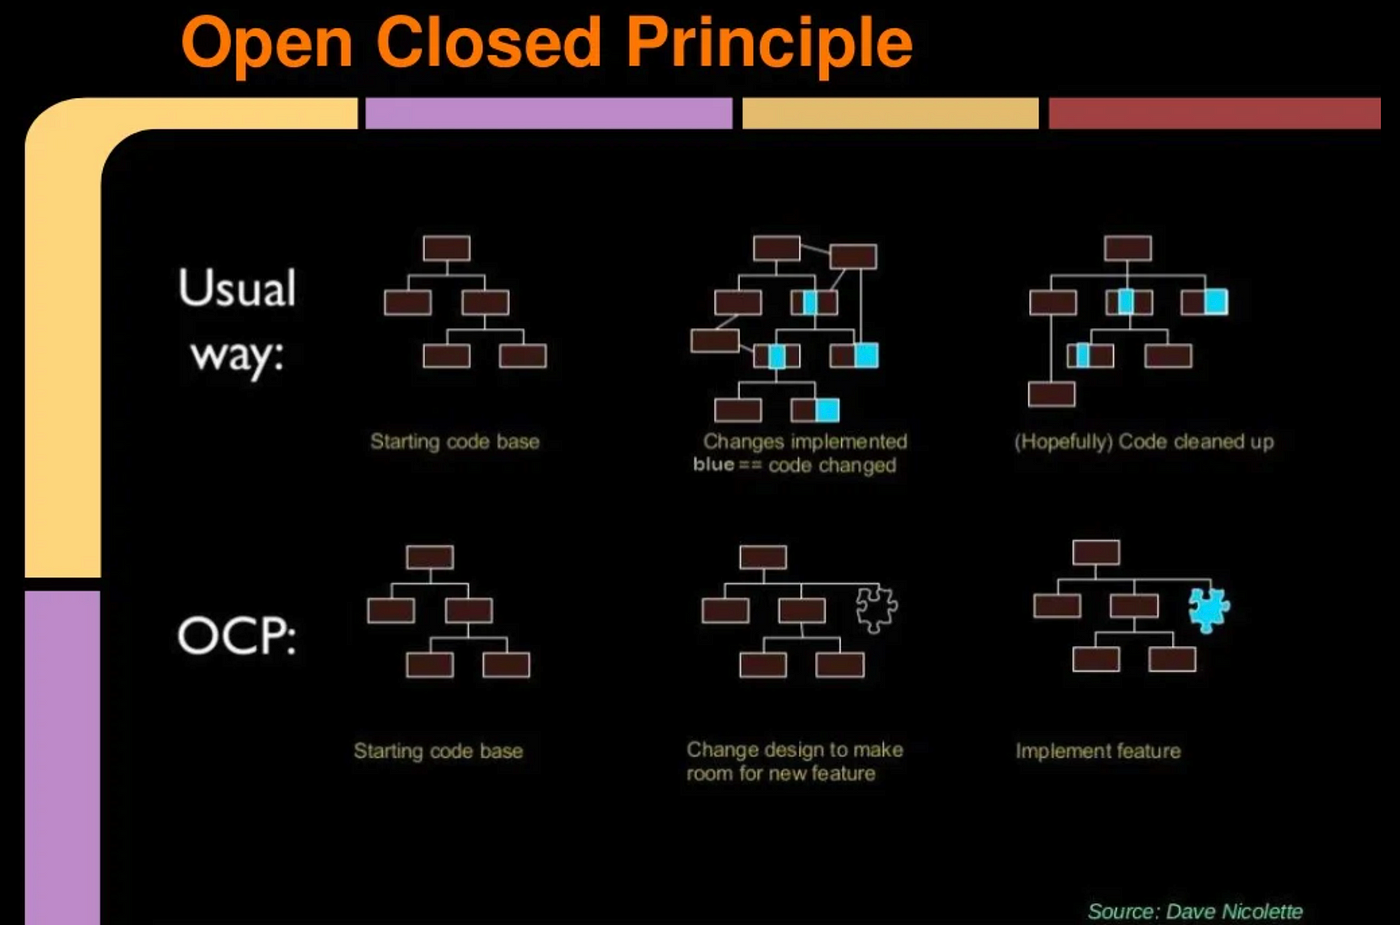 Open Closed Principle
Usual
way:
Starting code base
Changes implemented
blue == code changed
(Hopefully) Code cleaned up
OCP:
Starting code base
Change design to make
room for new feature
Implement feature
Source: Dave Nicolette